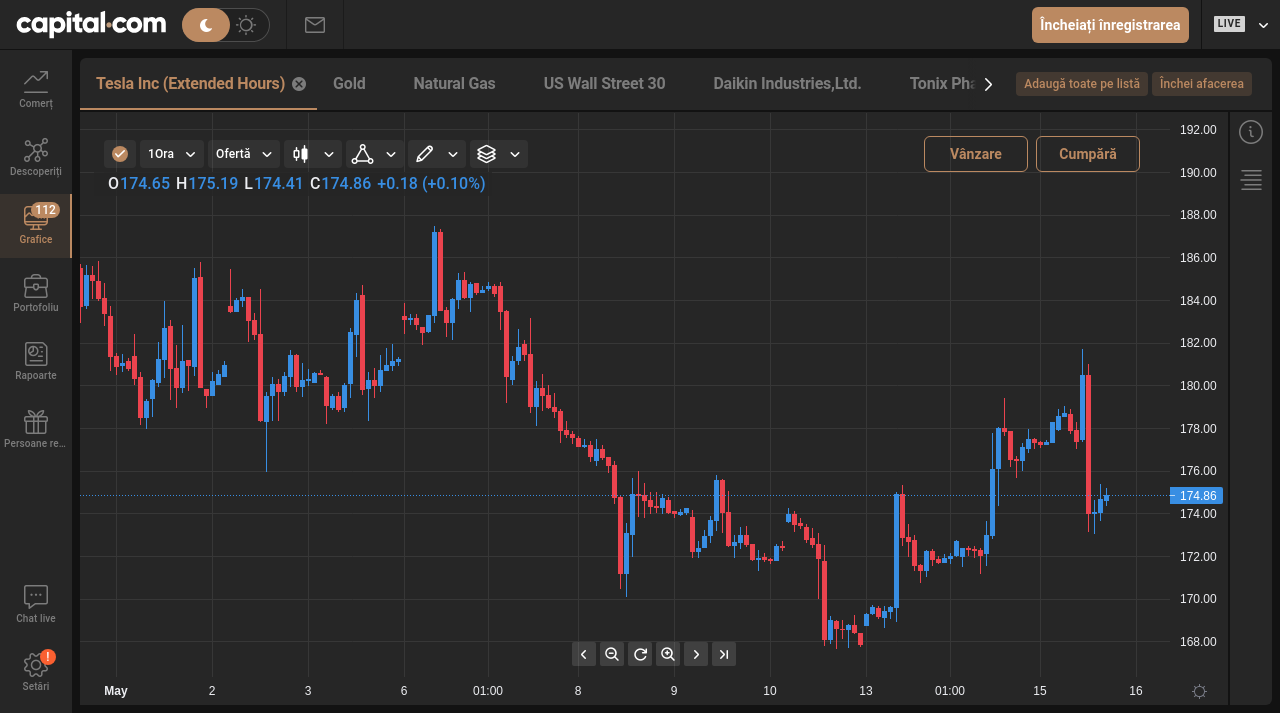 capital.com
Încheiați înregistrarea
LIVE
Comerț
Descoperiți
112
Grafice
Portofoliu
Rapoarte
Persoane re...
Chat live
!
Setări
Tesla Inc (Extended Hours)
Gold
Natural Gas
US Wall Street 30
Daikin Industries,Ltd.
Tonix Pha
Adaugă toate pe listă
Închei afacerea
1Ora
Ofertă
Vânzare
Cumpără
O174.65 H175.19 L174.41 C174.86 +0.18 (+0.10%)
192.00
190.00
188.00
186.00
184.00
182.00
180.00
178.00
176.00
174.86
174.00
172.00
170.00
168.00
May 2 3 6 01:00 8 9 10 13 01:00 15 16